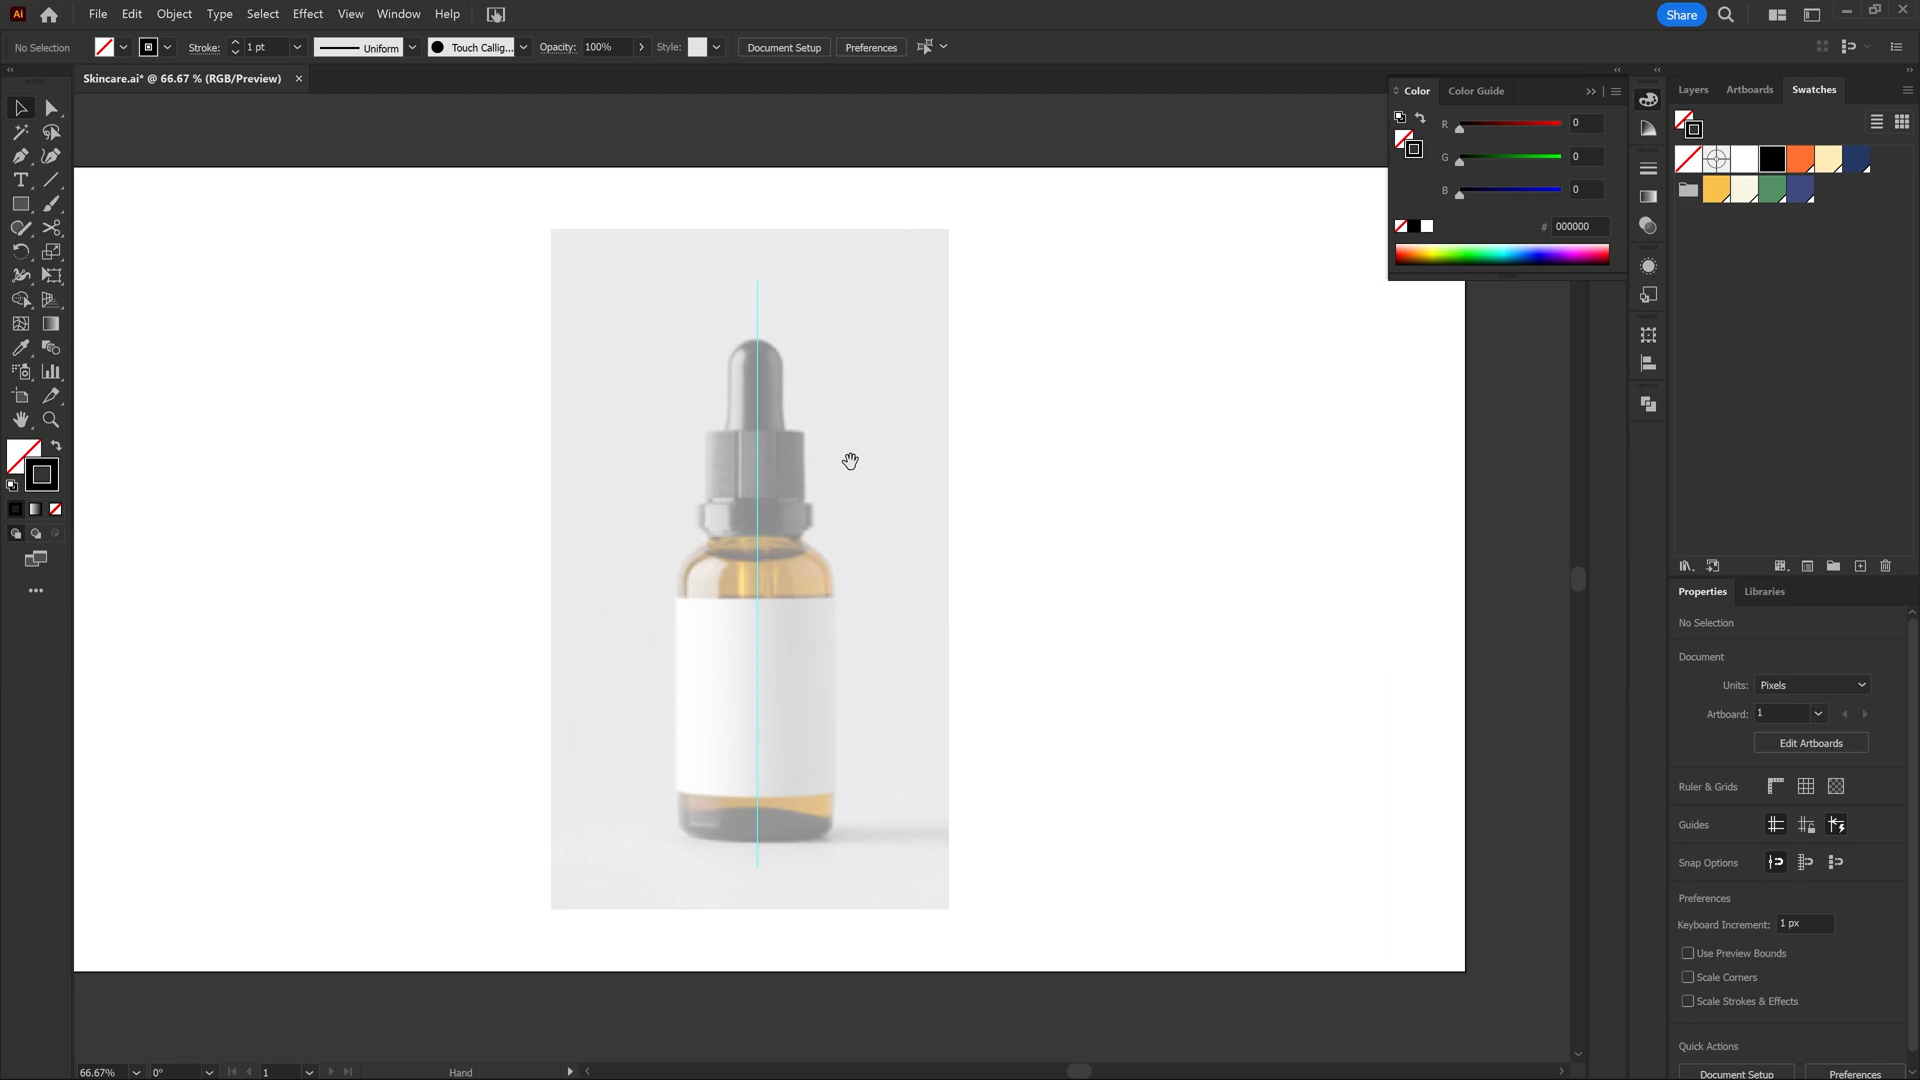 Ai File Edit Object Type Select Effect View Window Help Share
No Selection Stroke: 1 pt Uniform Touch Callig... Opacity: 100% Style: Document Setup Preferences
Skincare.ai* @ 66.67 % (RGB/Preview) ×
Color Color Guide
R 0
G 0
B 0
# 000000
Layers Artboards Swatches
Properties Libraries
No Selection
Document
Units: Pixels
Artboard: 1
Edit Artboards
Ruler & Grids
Guides
Snap Options
Preferences
Keyboard Increment: 1 px
Use Preview Bounds
Scale Corners
Scale Strokes & Effects
Quick Actions
Document Setup Preferences
66.67% 0° 1 Hand